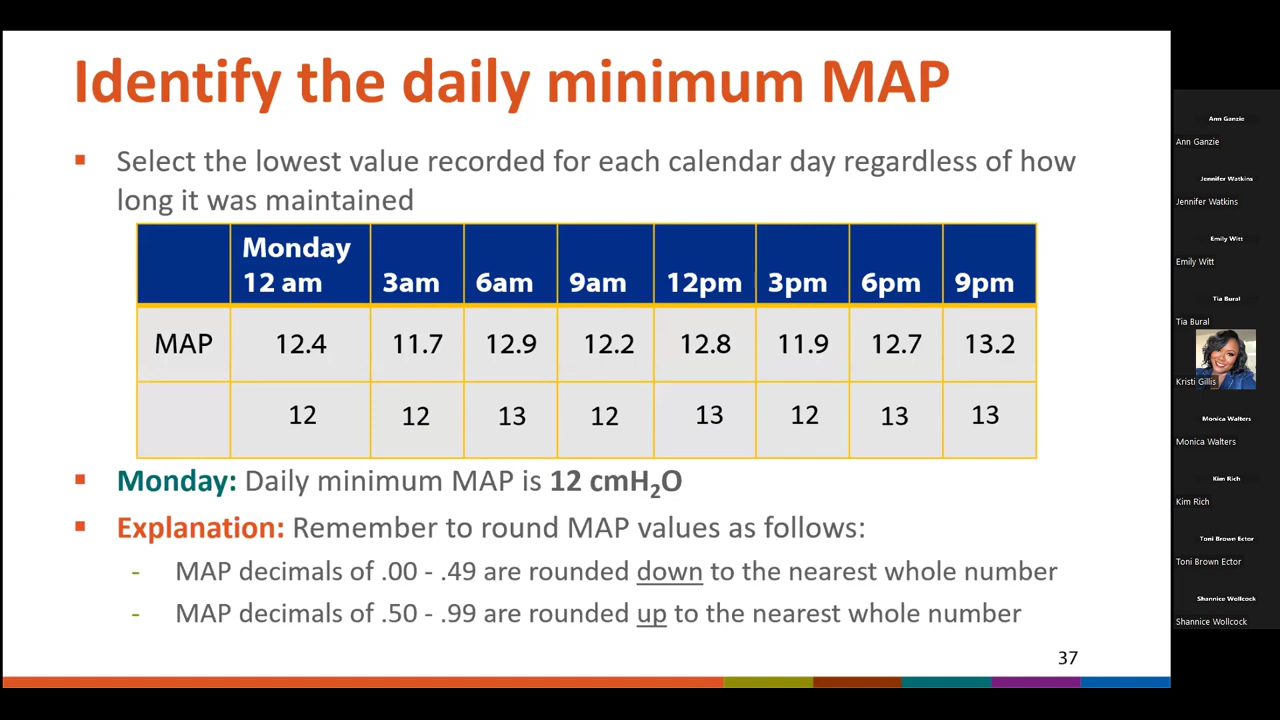 Identify the daily minimum MAP
▪ Select the lowest value recorded for each calendar day regardless of how
long it was maintained
Monday
12 am 3am 6am 9am 12pm 3pm 6pm 9pm
MAP 12.4 11.7 12.9 12.2 12.8 11.9 12.7 13.2
12 12 13 12 13 12 13 13
▪ Monday: Daily minimum MAP is 12 cmH₂O
▪ Explanation: Remember to round MAP values as follows:
- MAP decimals of .00 - .49 are rounded down to the nearest whole number
- MAP decimals of .50 - .99 are rounded up to the nearest whole number
37
Ann Ganzie
Ann Ganzie
Jennifer Watkins
Jennifer Watkins
Emily Witt
Emily Witt
Tia Bural
Tia Bural
Kristi Gillis
Monica Walters
Monica Walters
Kim Rich
Kim Rich
Toni Brown Ector
Toni Brown Ector
Shannice Wollcock
Shannice Wollcock